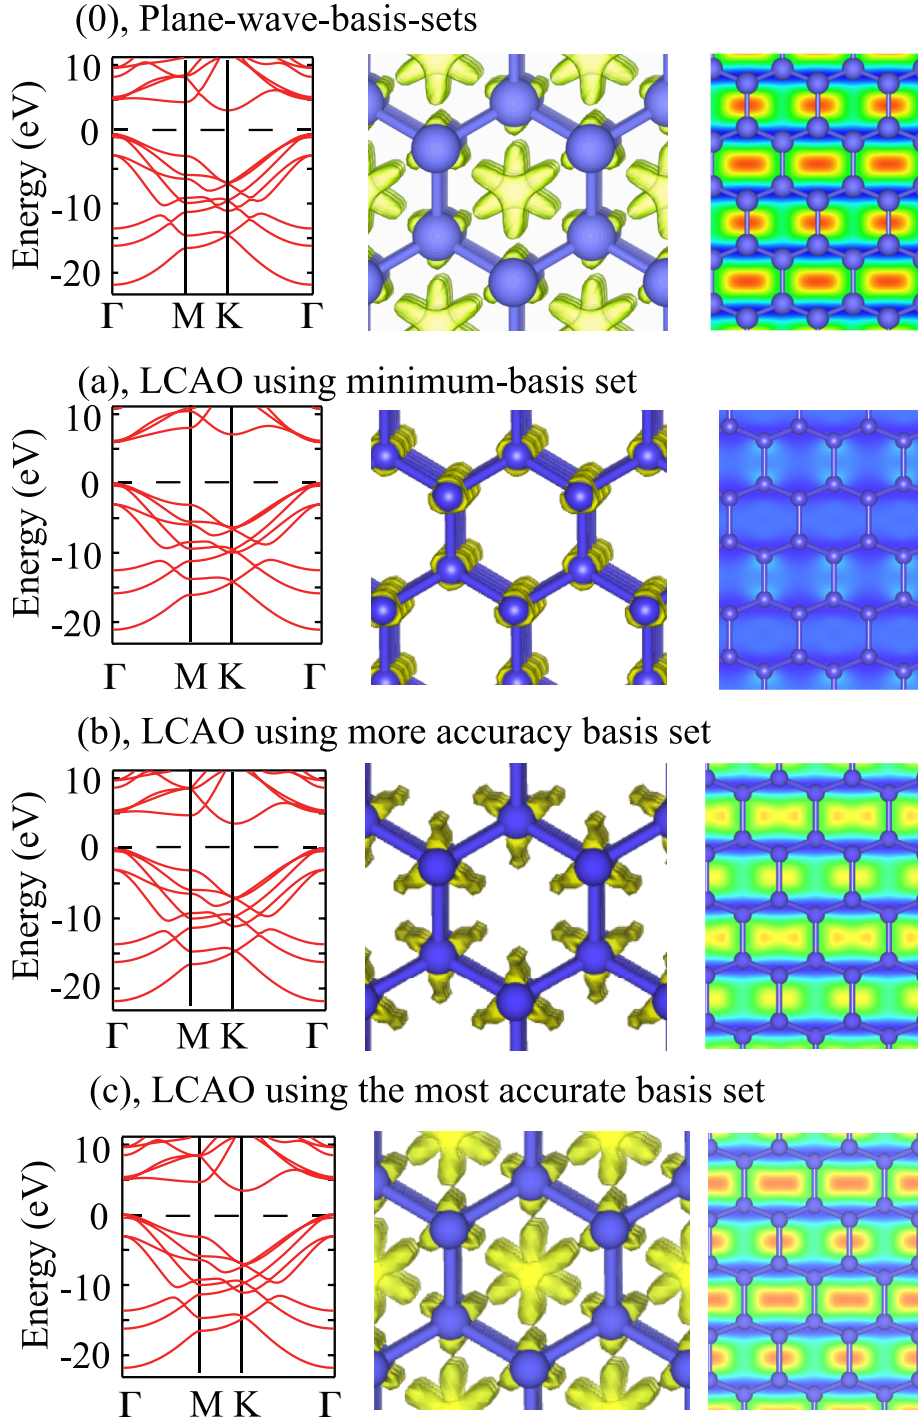 (0), Plane-wave-basis-sets
Energy (eV)
10
0
-10
-20
Γ M K Γ
(a), LCAO using minimum-basis set
Energy (eV)
10
0
-10
-20
Γ M K Γ
(b), LCAO using more accuracy basis set
Energy (eV)
10
0
-10
-20
Γ M K Γ
(c), LCAO using the most accurate basis set
Energy (eV)
10
0
-10
-20
Γ M K Γ